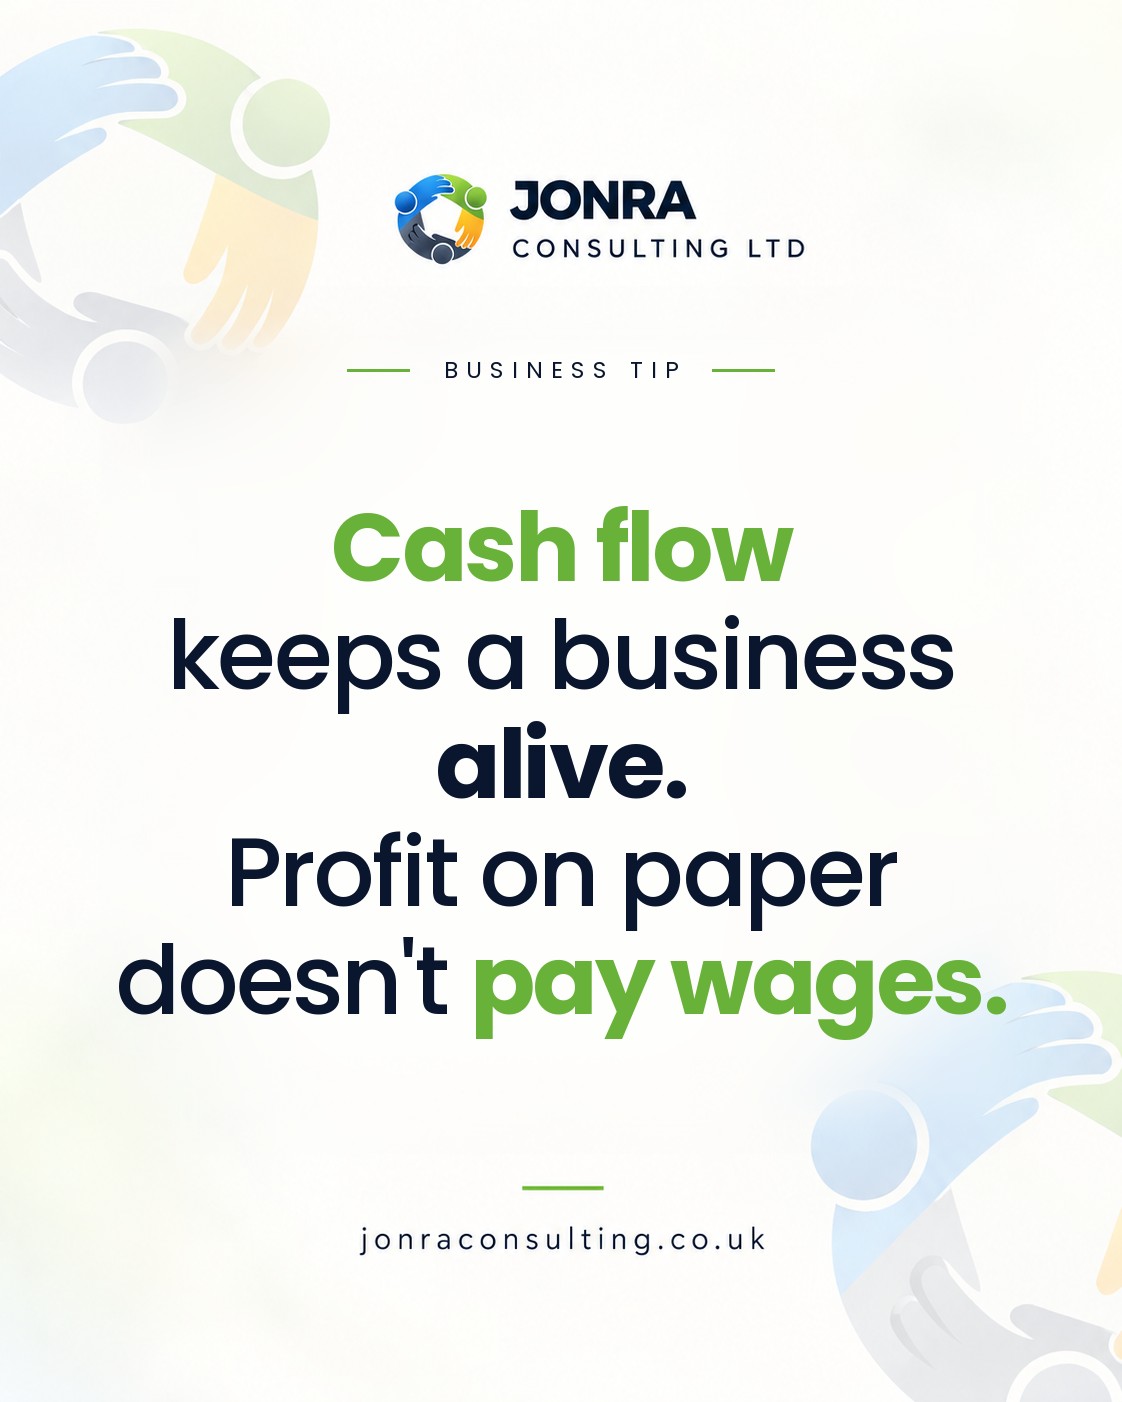 JONRA
CONSULTING LTD
BUSINESS TIP
Cash flow
keeps a business
alive.
Profit on paper
doesn't pay wages.
jonraconsulting.co.uk